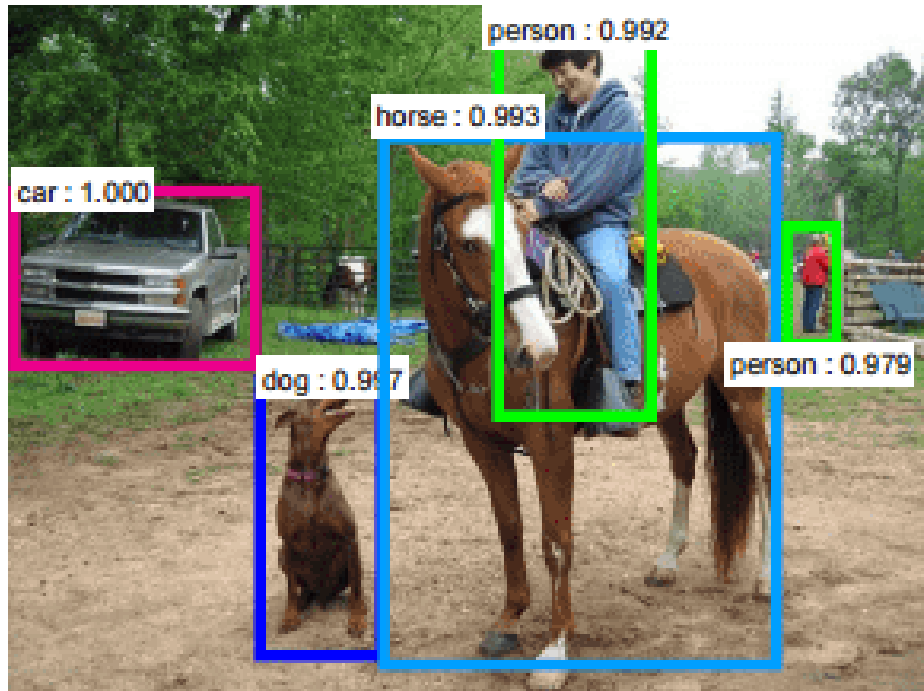 person : 0.992
horse : 0.993
car : 1.000
person : 0.979
dog : 0.997